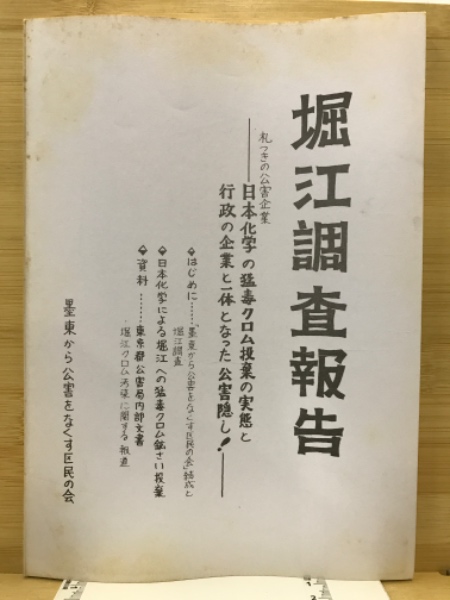 堀江調査報告
札つきの公害企業
――日本化学の猛毒クロム投棄の実態と
行政の企業と一体となった公害隠し!――
◆はじめに……「墨東から公害をなくす区民の会」結成と
堀江調査
◆日本化学による堀江への猛毒クロム鉱さい投棄
◆資料……東京都公害局内部文書
堀江クロム汚染に関する報道
墨東から公害をなくす区民の会